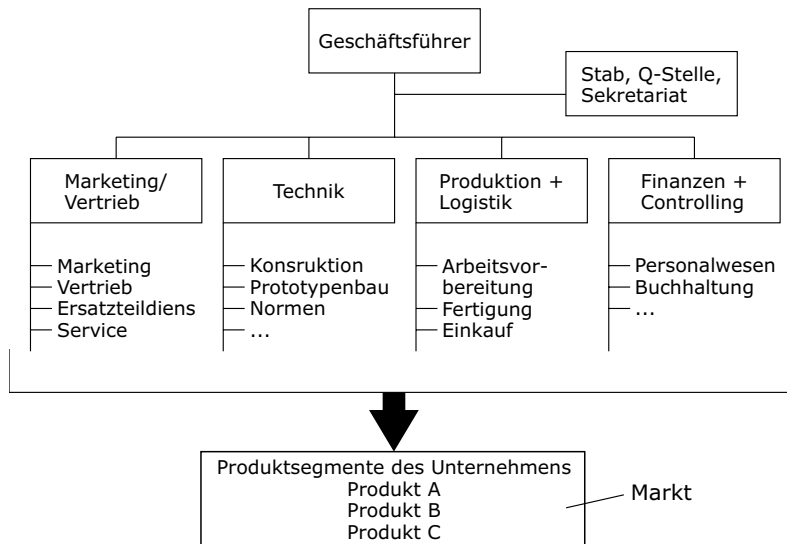 Geschäftsführer
Stab, Q-Stelle,
Sekretariat
Marketing/
Vertrieb
Technik
Produktion +
Logistik
Finanzen +
Controlling
Marketing
Vertrieb
Ersatzteildiens
Service
Konsruktion
Prototypenbau
Normen
...
Arbeitsvor-
bereitung
Fertigung
Einkauf
Personalwesen
Buchhaltung
...
Produktsegmente des Unternehmens
Produkt A
Produkt B
Produkt C
Markt